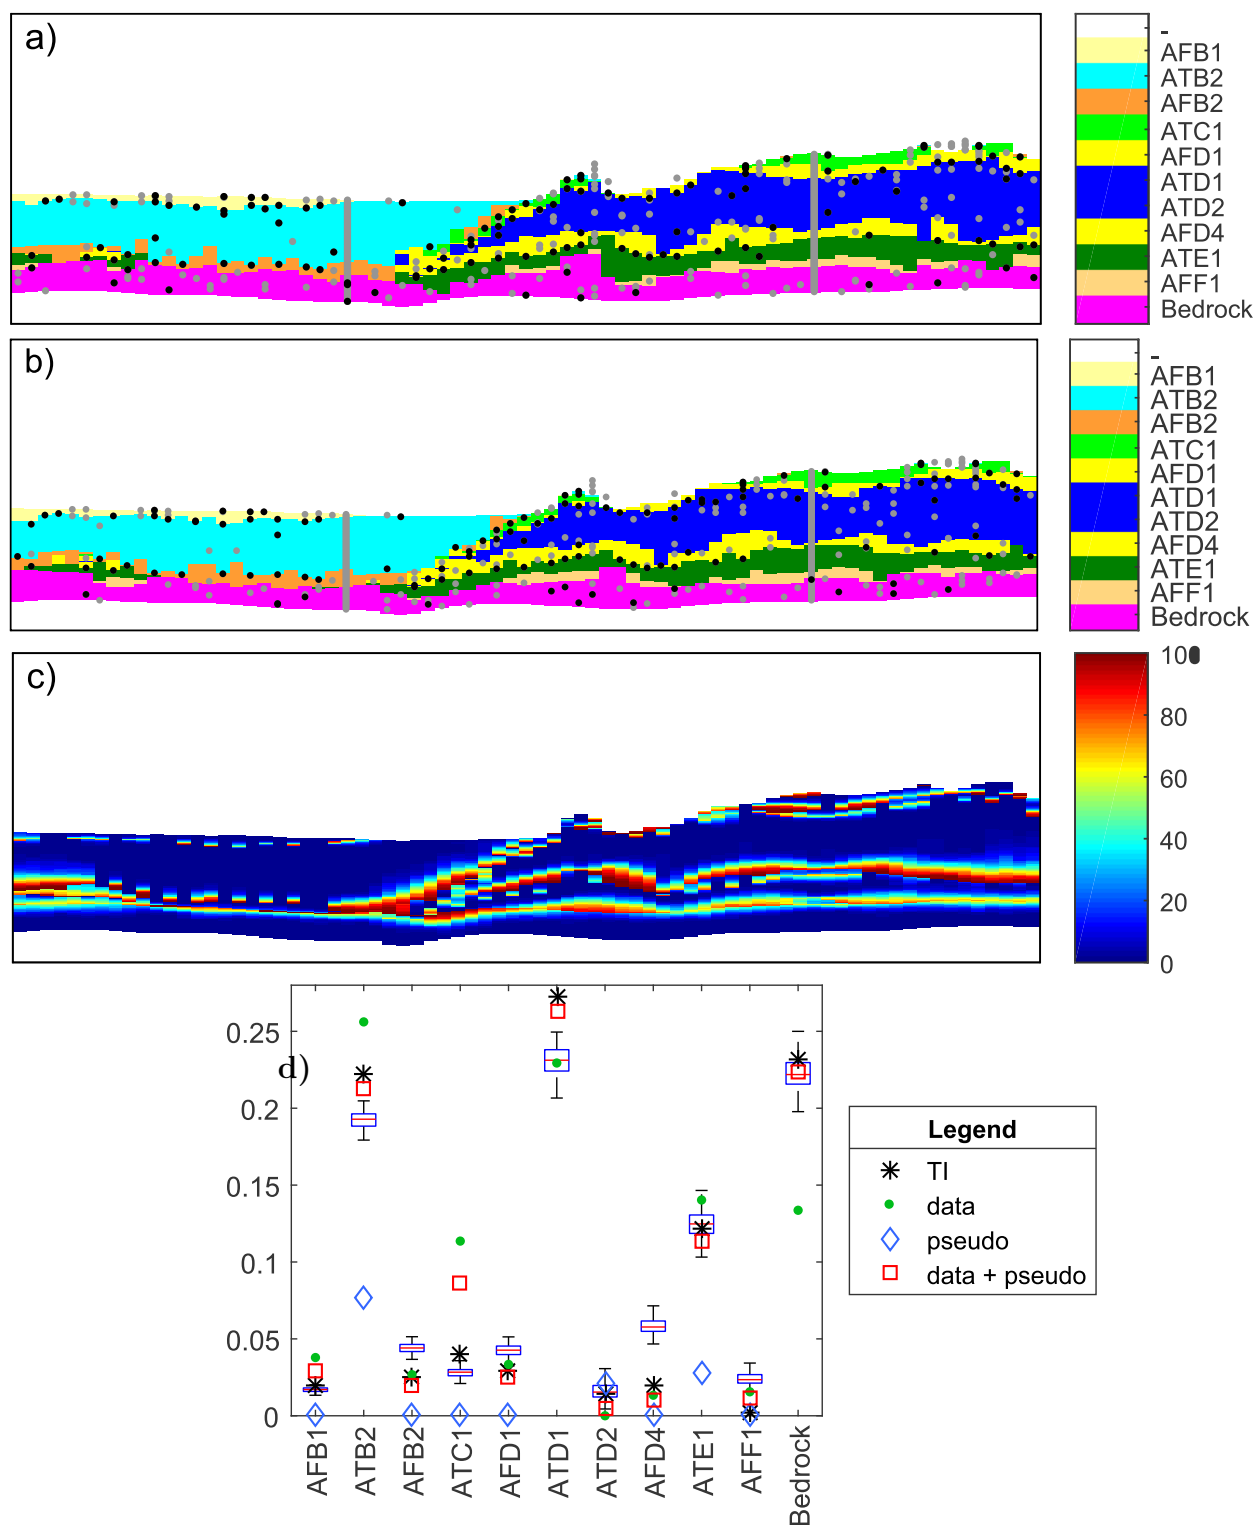 a)
-
AFB1
ATB2
AFB2
ATC1
AFD1
ATD1
ATD2
AFD4
ATE1
AFF1
Bedrock
b)
-
AFB1
ATB2
AFB2
ATC1
AFD1
ATD1
ATD2
AFD4
ATE1
AFF1
Bedrock
c)
100
80
60
40
20
0
d)
0.25
0.2
0.15
0.1
0.05
0
AFB1
ATB2
AFB2
ATC1
AFD1
ATD1
ATD2
AFD4
ATE1
AFF1
Bedrock
Legend
TI
data
pseudo
data + pseudo